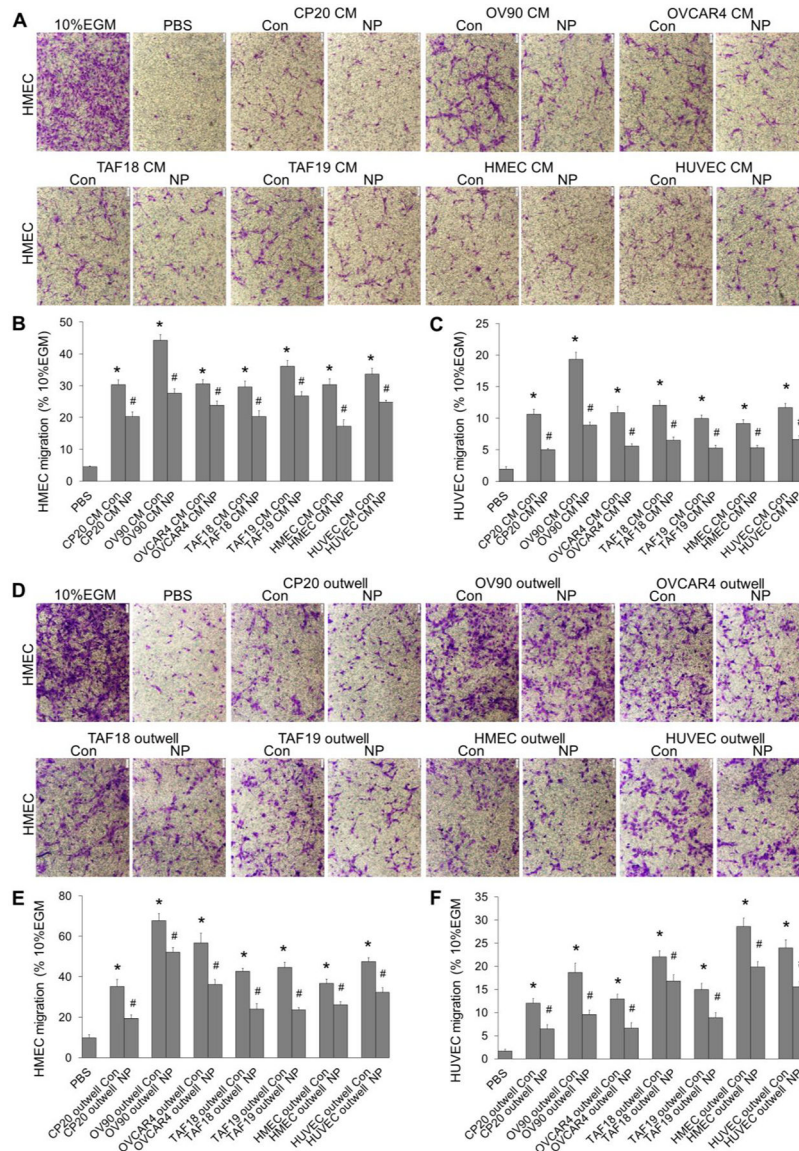 A
10%EGM PBS CP20 CM OV90 CM OVCAR4 CM
Con NP Con NP Con NP
HMEC
TAF18 CM TAF19 CM HMEC CM HUVEC CM
Con NP Con NP Con NP Con NP
HMEC
B
HMEC migration (% 10%EGM)
50
40
30
20
10
0
* # * # * # * # * # * # * #
PBS
CP20 CM Con
CP20 CM NP
OV90 CM Con
OV90 CM NP
OVCAR4 CM Con
OVCAR4 CM NP
TAF18 CM Con
TAF18 CM NP
TAF19 CM Con
TAF19 CM NP
HMEC CM Con
HMEC CM NP
HUVEC CM Con
HUVEC CM NP
C
HUVEC migration (% 10%EGM)
25
20
15
10
5
0
* # * # * # * # * # * # * #
PBS
CP20 CM Con
CP20 CM NP
OV90 CM Con
OV90 CM NP
OVCAR4 CM Con
OVCAR4 CM NP
TAF18 CM Con
TAF18 CM NP
TAF19 CM Con
TAF19 CM NP
HMEC CM Con
HMEC CM NP
HUVEC CM Con
HUVEC CM NP
D
10%EGM PBS CP20 outwell OV90 outwell OVCAR4 outwell
Con NP Con NP Con NP
HMEC
TAF18 outwell TAF19 outwell HMEC outwell HUVEC outwell
Con NP Con NP Con NP Con NP
HMEC
E
HMEC migration (% 10%EGM
80
60
40
20
0
* # * # * # * # * # * # * #
PBS
CP20 outwell Con
CP20 outwell NP
OV90 outwell Con
OV90 outwell NP
OVCAR4 outwell Con
OVCAR4 outwell NP
TAF18 outwell Con
TAF18 outwell NP
TAF19 outwell Con
TAF19 outwell NP
HMEC outwell Con
HMEC outwell NP
HUVEC outwell Con
HUVEC outwell NP
F
HUVEC migration (% 10%EGM
35
30
25
20
15
10
5
0
* # * # * # * # * # * # * #
PBS
CP20 outwell Con
CP20 outwell NP
OV90 outwell Con
OV90 outwell NP
OVCAR4 outwell Con
OVCAR4 outwell NP
TAF18 outwell Con
TAF18 outwell NP
TAF19 outwell Con
TAF19 outwell NP
HMEC outwell Con
HMEC outwell NP
HUVEC outwell Con
HUVEC outwell NP